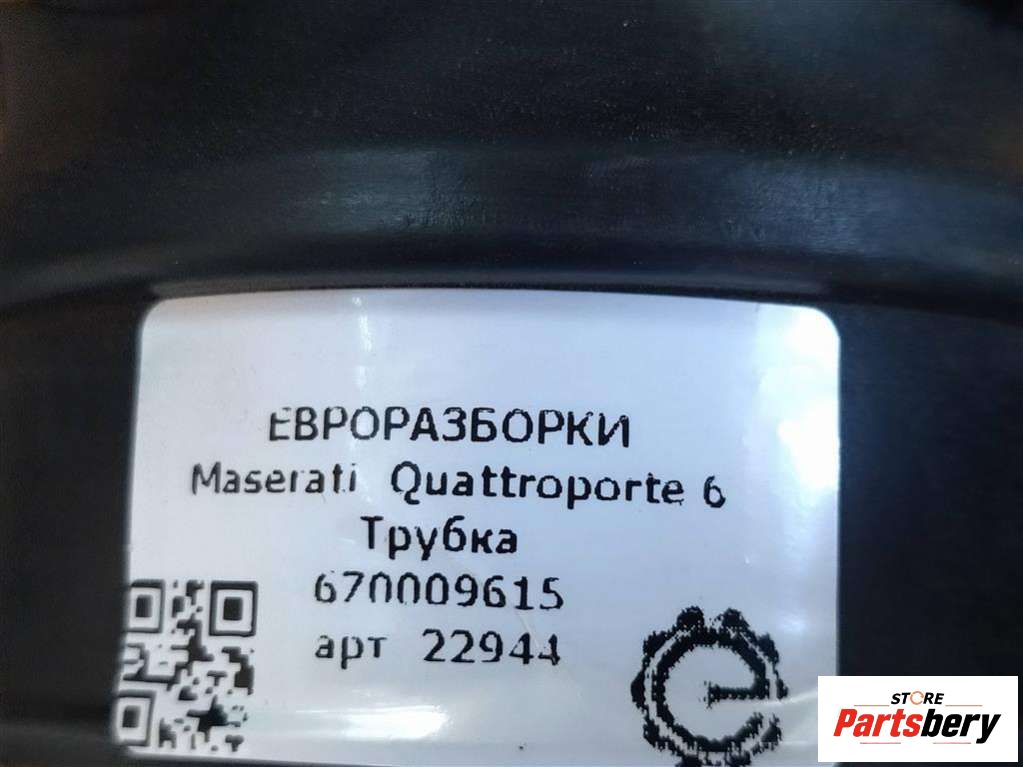 ЕВРОРАЗБОРКИ
Maserati Quattroporte 6
Трубка
670009615
арт 22944
STORE
Partsbery